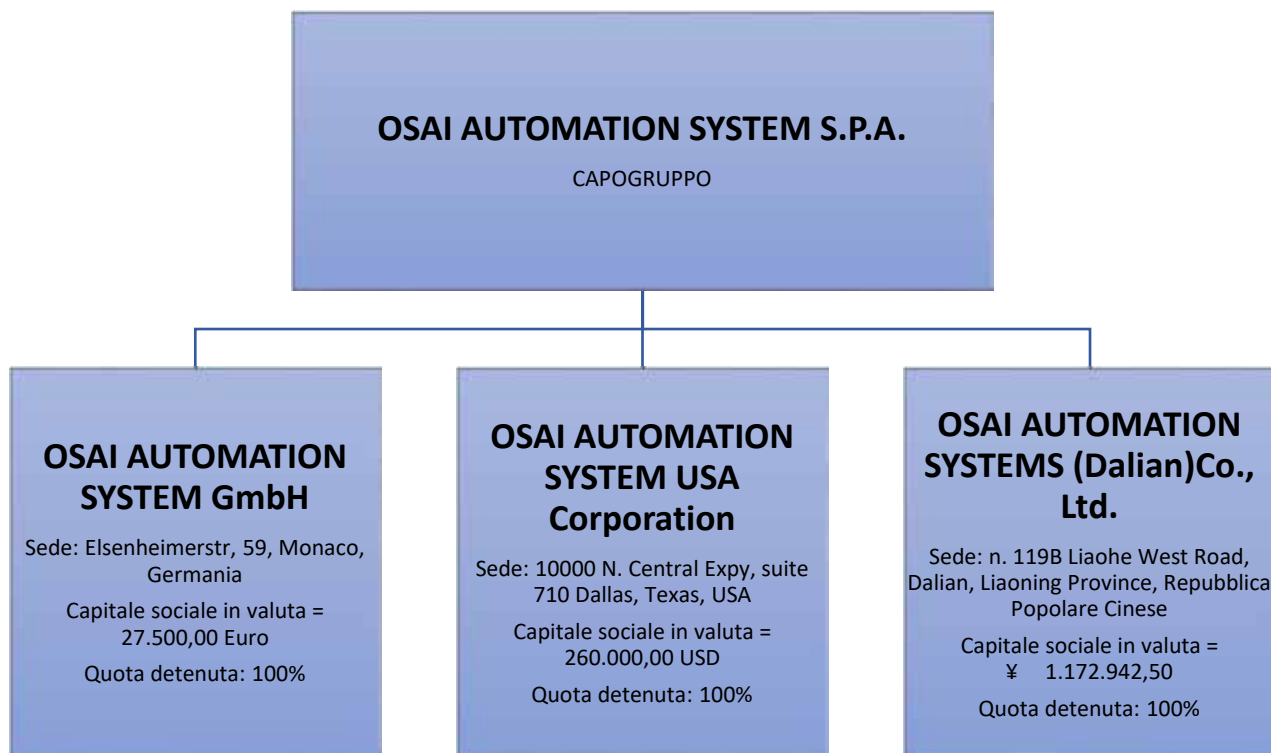 OSAI AUTOMATION SYSTEM S.P.A.
CAPOGRUPPO
OSAI AUTOMATION
SYSTEM GmbH
Sede: Elsenheimerstr, 59, Monaco,
Germania
Capitale sociale in valuta =
27.500,00 Euro
Quota detenuta: 100%
OSAI AUTOMATION
SYSTEM USA
Corporation
Sede: 10000 N. Central Expy, suite
710 Dallas, Texas, USA
Capitale sociale in valuta =
260.000,00 USD
Quota detenuta: 100%
OSAI AUTOMATION
SYSTEMS (Dalian)Co.,
Ltd.
Sede: n. 119B Liaohe West Road,
Dalian, Liaoning Province, Repubblica
Popolare Cinese
Capitale sociale in valuta =
¥ 1.172.942,50
Quota detenuta: 100%